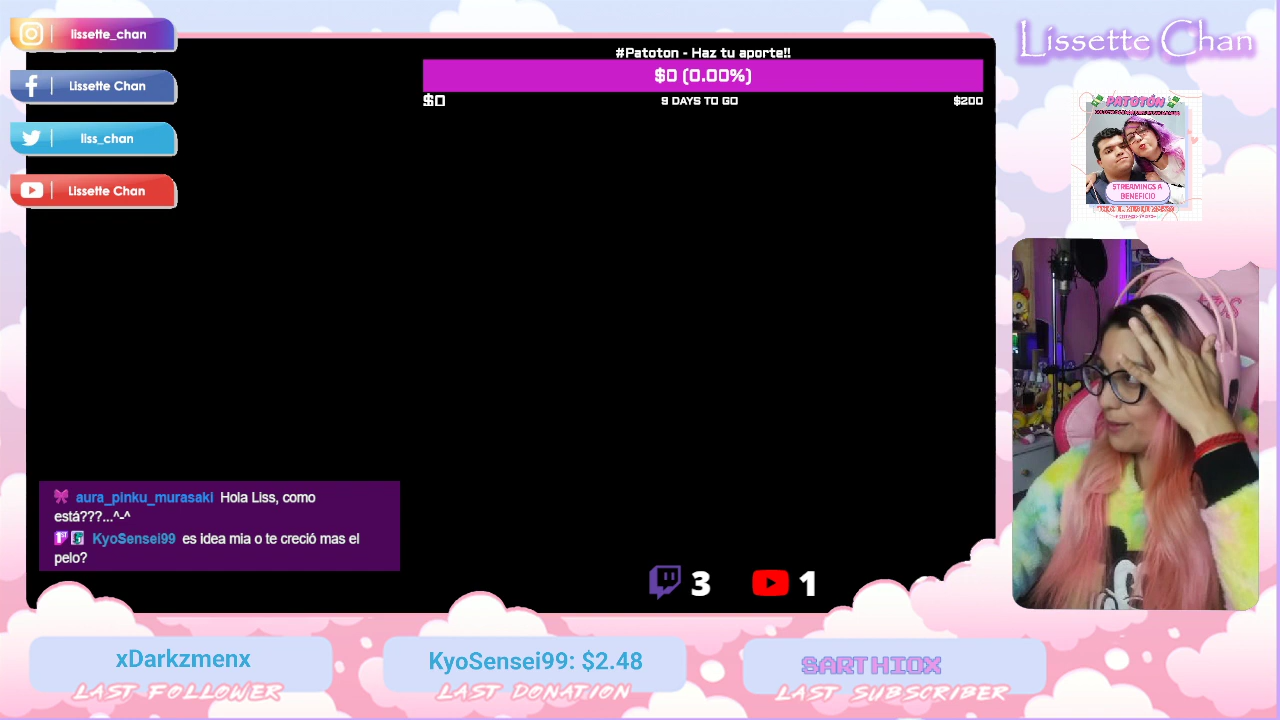 lissette_chan
Lissette Chan
liss_chan
Lissette Chan
#Patoton - Haz tu aporte!!
$0 (0.00%)
$0
9 DAYS TO GO
$200
Lissette Chan
PATOTÓN
STREAMINGS A
BENEFICIO
aura_pinku_murasaki Hola Liss, como
está???...^-^
KyoSensei99 es idea mia o te creció mas el
pelo?
3
1
xDarkzmenx
LAST FOLLOWER
KyoSensei99: $2.48
LAST DONATION
SARTHIOX
LAST SUBSCRIBER